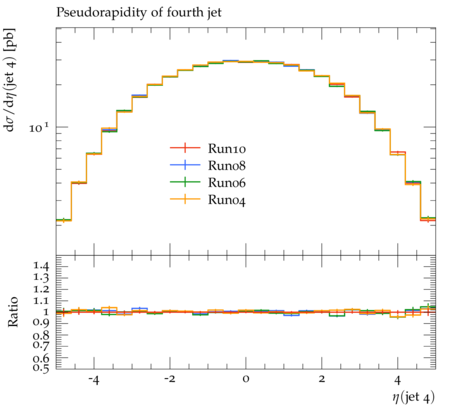 Pseudorapidity of fourth jet
dσ/dη(jet 4) [pb]
10¹
Run10
Run08
Run06
Run04
Ratio
1.4
1.3
1.2
1.1
1
0.9
0.8
0.7
0.6
0.5
-4 -2 0 2 4
η(jet 4)